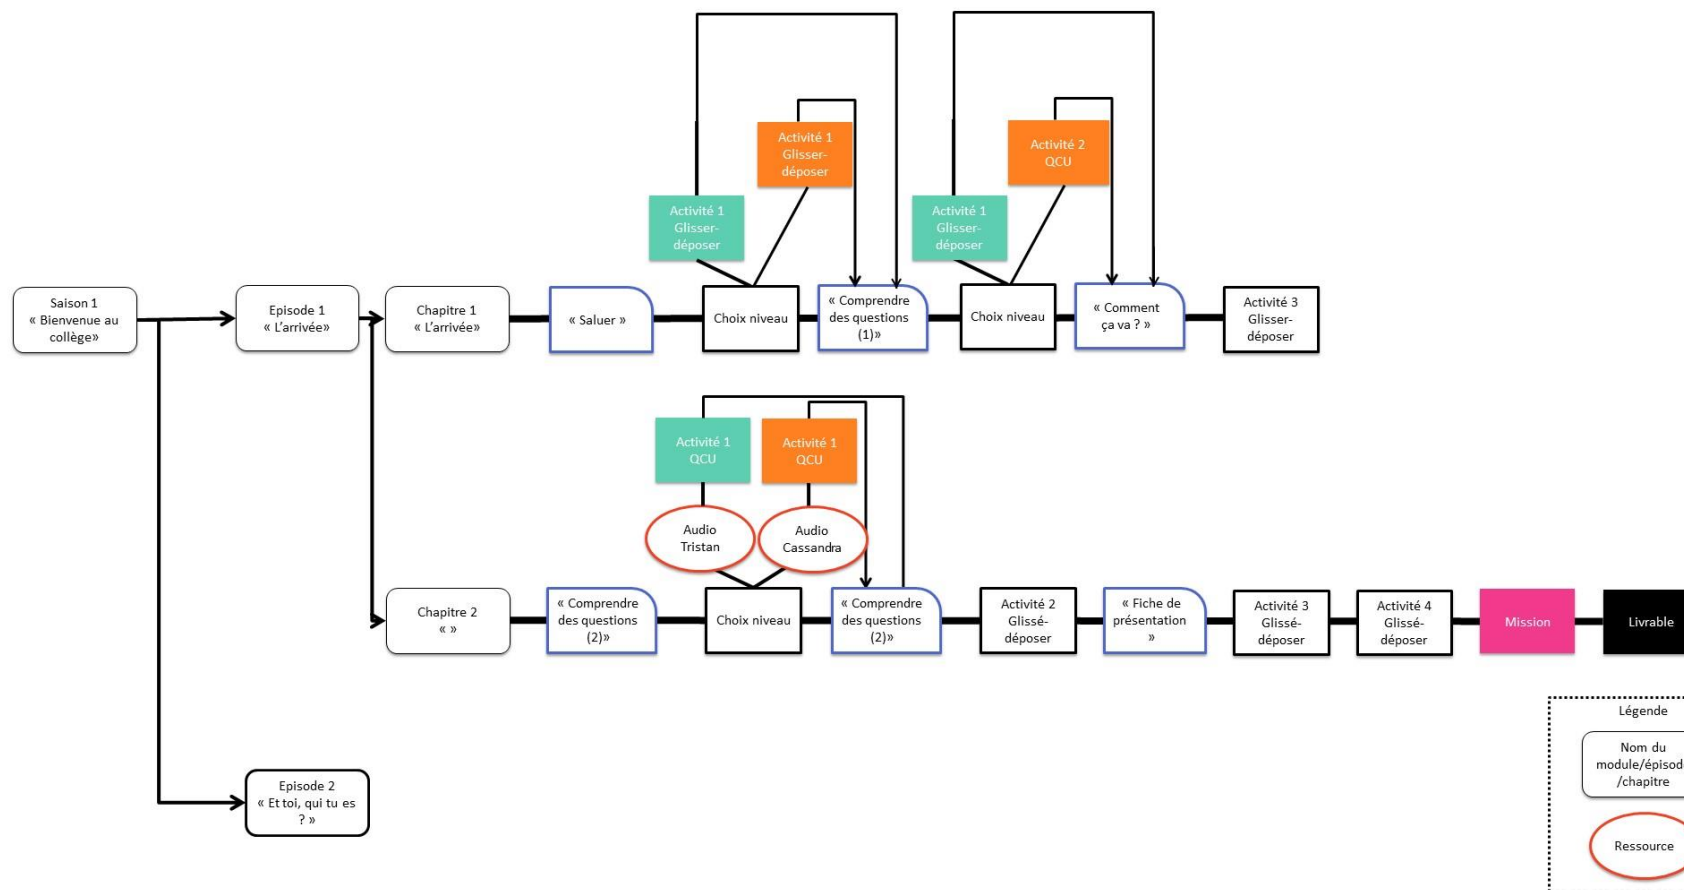 Activité 1
Glisser-
déposer
Activité 2
QCU
Activité 1
Glisser-
déposer
Activité 1
Glisser-
déposer
Saison 1
« Bienvenue au
collège»
Episode 1
« L'arrivée»
Chapitre 1
« L'arrivée»
« Saluer »
Choix niveau
« Comprendre
des questions
(1)»
Choix niveau
« Comment
ça va ? »
Activité 3
Glisser-
déposer
Activité 1
QCU
Activité 1
QCU
Audio
Tristan
Audio
Cassandra
Chapitre 2
« »
« Comprendre
des questions
(2)»
Choix niveau
« Comprendre
des questions
(2)»
Activité 2
Glissé-
déposer
« Fiche de
présentation
»
Activité 3
Glissé-
déposer
Activité 4
Glissé-
déposer
Mission
Livrable
Episode 2
« Et toi, qui tu es
? »
Légende
Nom du
module/épisode
/chapitre
Ressource